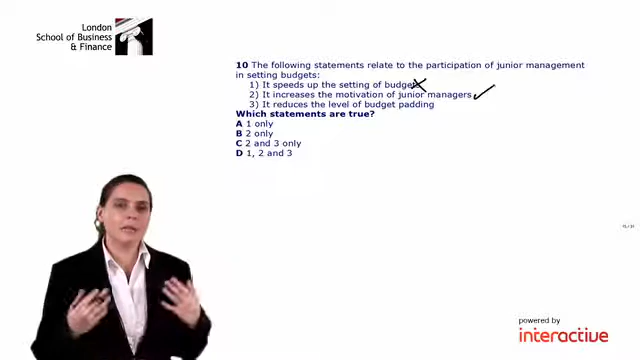 London
School of Business
& Finance
10 The following statements relate to the participation of junior management
in setting budgets:
1) It speeds up the setting of budgets
2) It increases the motivation of junior managers
3) It reduces the level of budget padding
Which statements are true?
A 1 only
B 2 only
C 2 and 3 only
D 1, 2 and 3
powered by
interactive